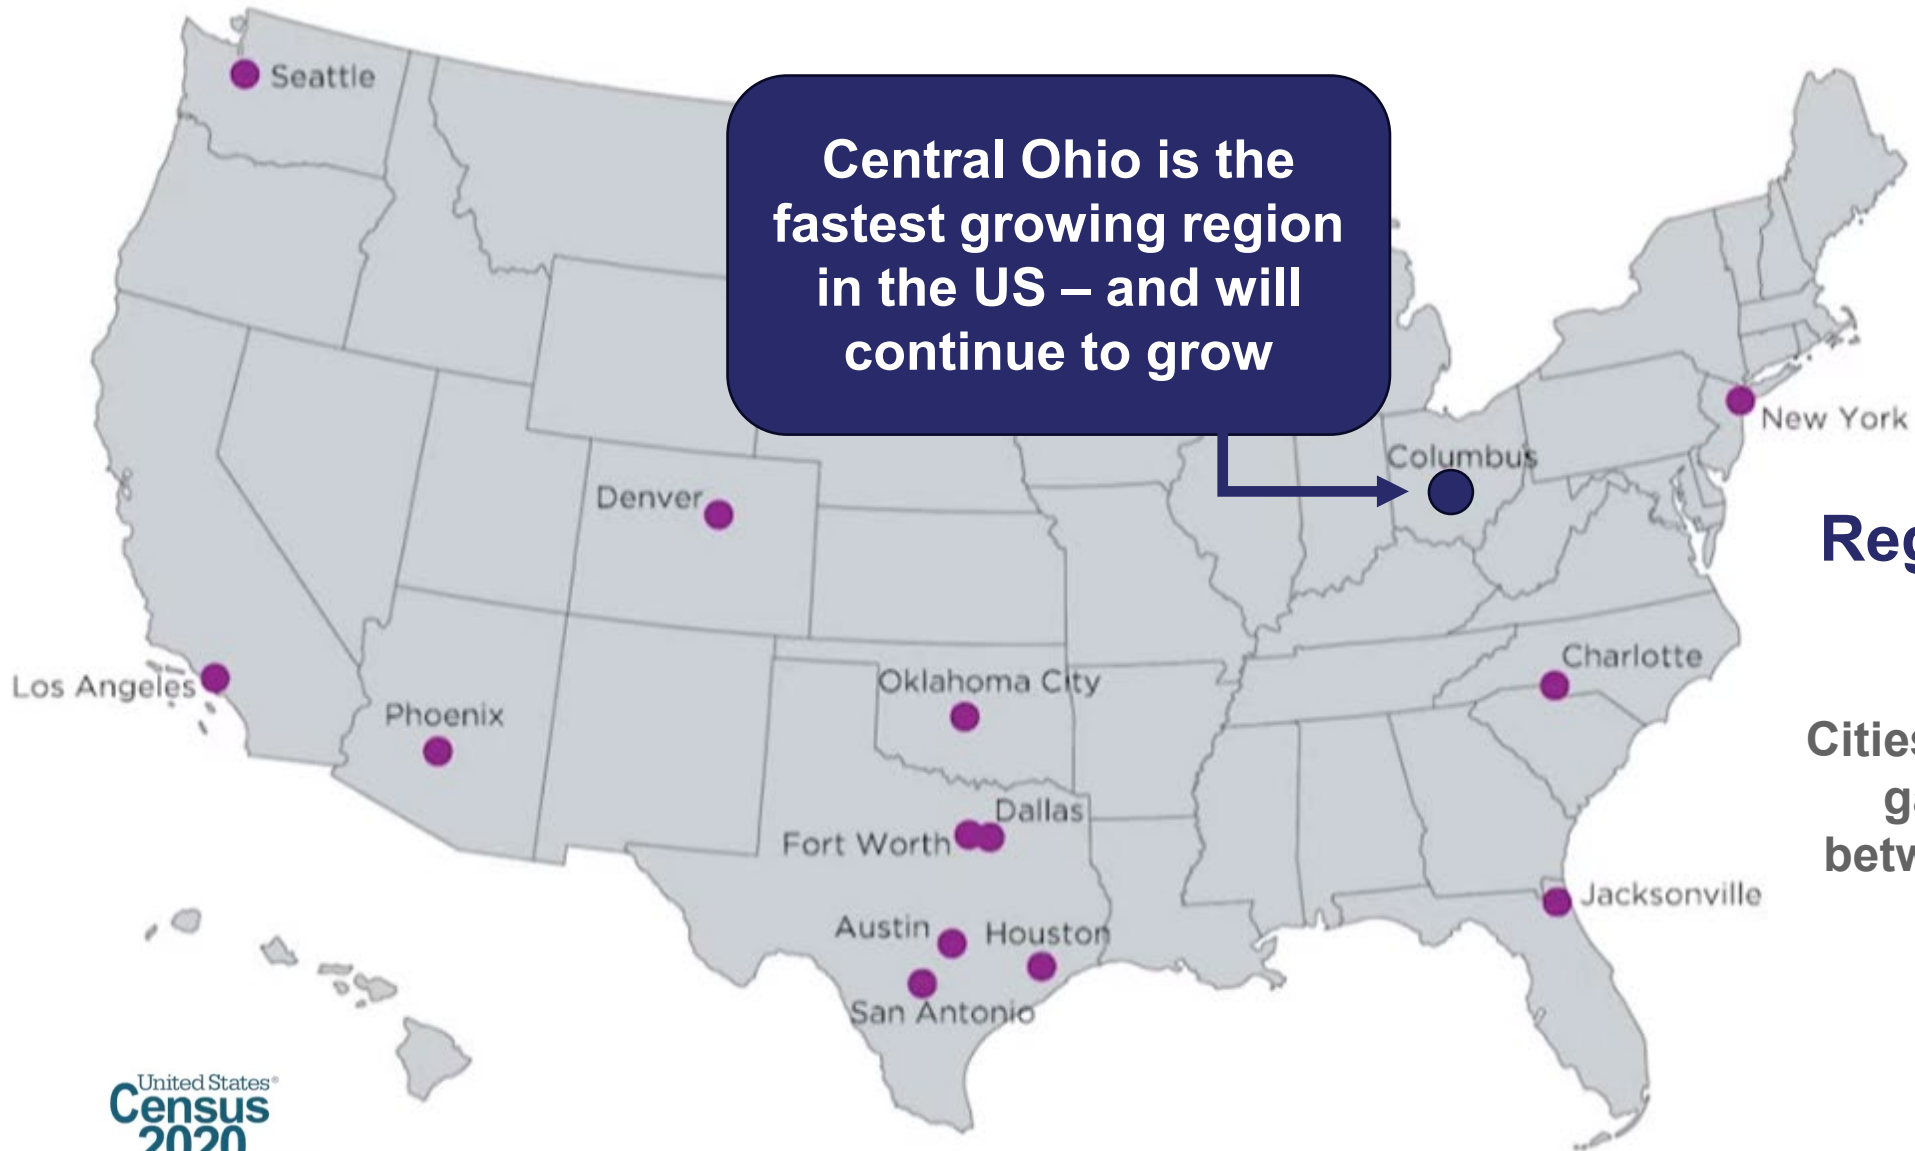 Seattle
Central Ohio is the
fastest growing region
in the US – and will
continue to grow
New York
Columbus
Denver
Charlotte
Los Angeles
Phoenix
Oklahoma City
Dallas
Fort Worth
Jacksonville
Austin
Houston
San Antonio
United States®
Census
2020